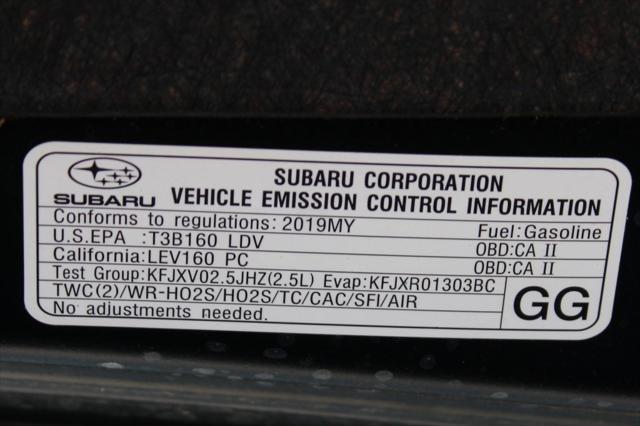 SUBARU CORPORATION
SUBARU VEHICLE EMISSION CONTROL INFORMATION
Conforms to regulations: 2019MY Fuel:Gasoline
U.S.EPA :T3B160 LDV OBD:CA II
California:LEV160 PC OBD:CA II
Test Group:KFJXV02.5JHZ(2.5L) Evap:KFJXR01303BC
TWC(2)/WR-HO2S/HO2S/TC/CAC/SFI/AIR
No adjustments needed.
GG